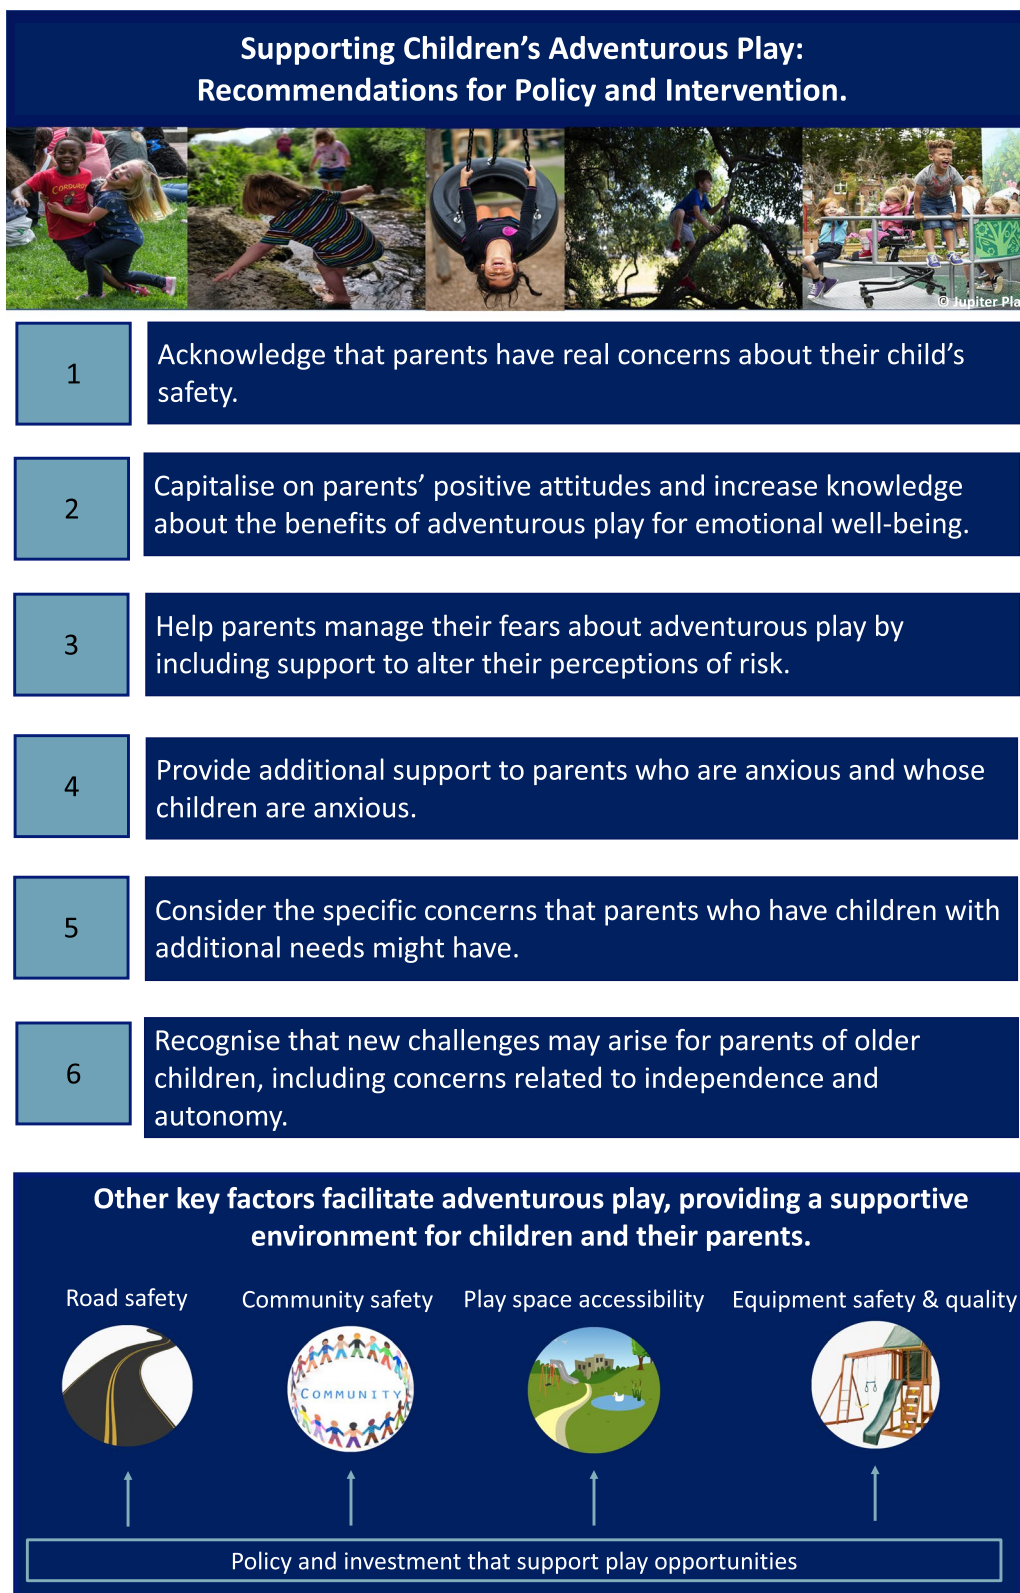 Supporting Children’s Adventurous Play:
Recommendations for Policy and Intervention.
CORDUROY
© Jupiter Pla
1
Acknowledge that parents have real concerns about their child’s
safety.
2
Capitalise on parents’ positive attitudes and increase knowledge
about the benefits of adventurous play for emotional well-being.
3
Help parents manage their fears about adventurous play by
including support to alter their perceptions of risk.
4
Provide additional support to parents who are anxious and whose
children are anxious.
5
Consider the specific concerns that parents who have children with
additional needs might have.
6
Recognise that new challenges may arise for parents of older
children, including concerns related to independence and
autonomy.
Other key factors facilitate adventurous play, providing a supportive
environment for children and their parents.
Road safety
Community safety
Play space accessibility
Equipment safety & quality
COMMUNITY
Policy and investment that support play opportunities